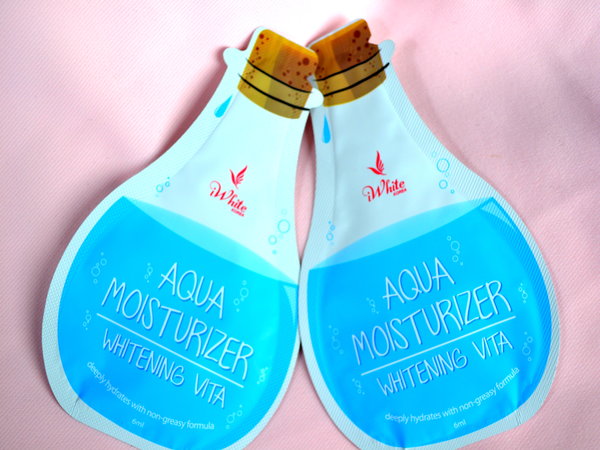 iWhite
KOREA
AQUA
MOISTURIZER
WHITENING VITA
deeply hydrates with non-greasy formula
6ml
iWhite
KOREA
AQUA
MOISTURIZER
WHITENING VITA
deeply hydrates with non-greasy formula
6ml